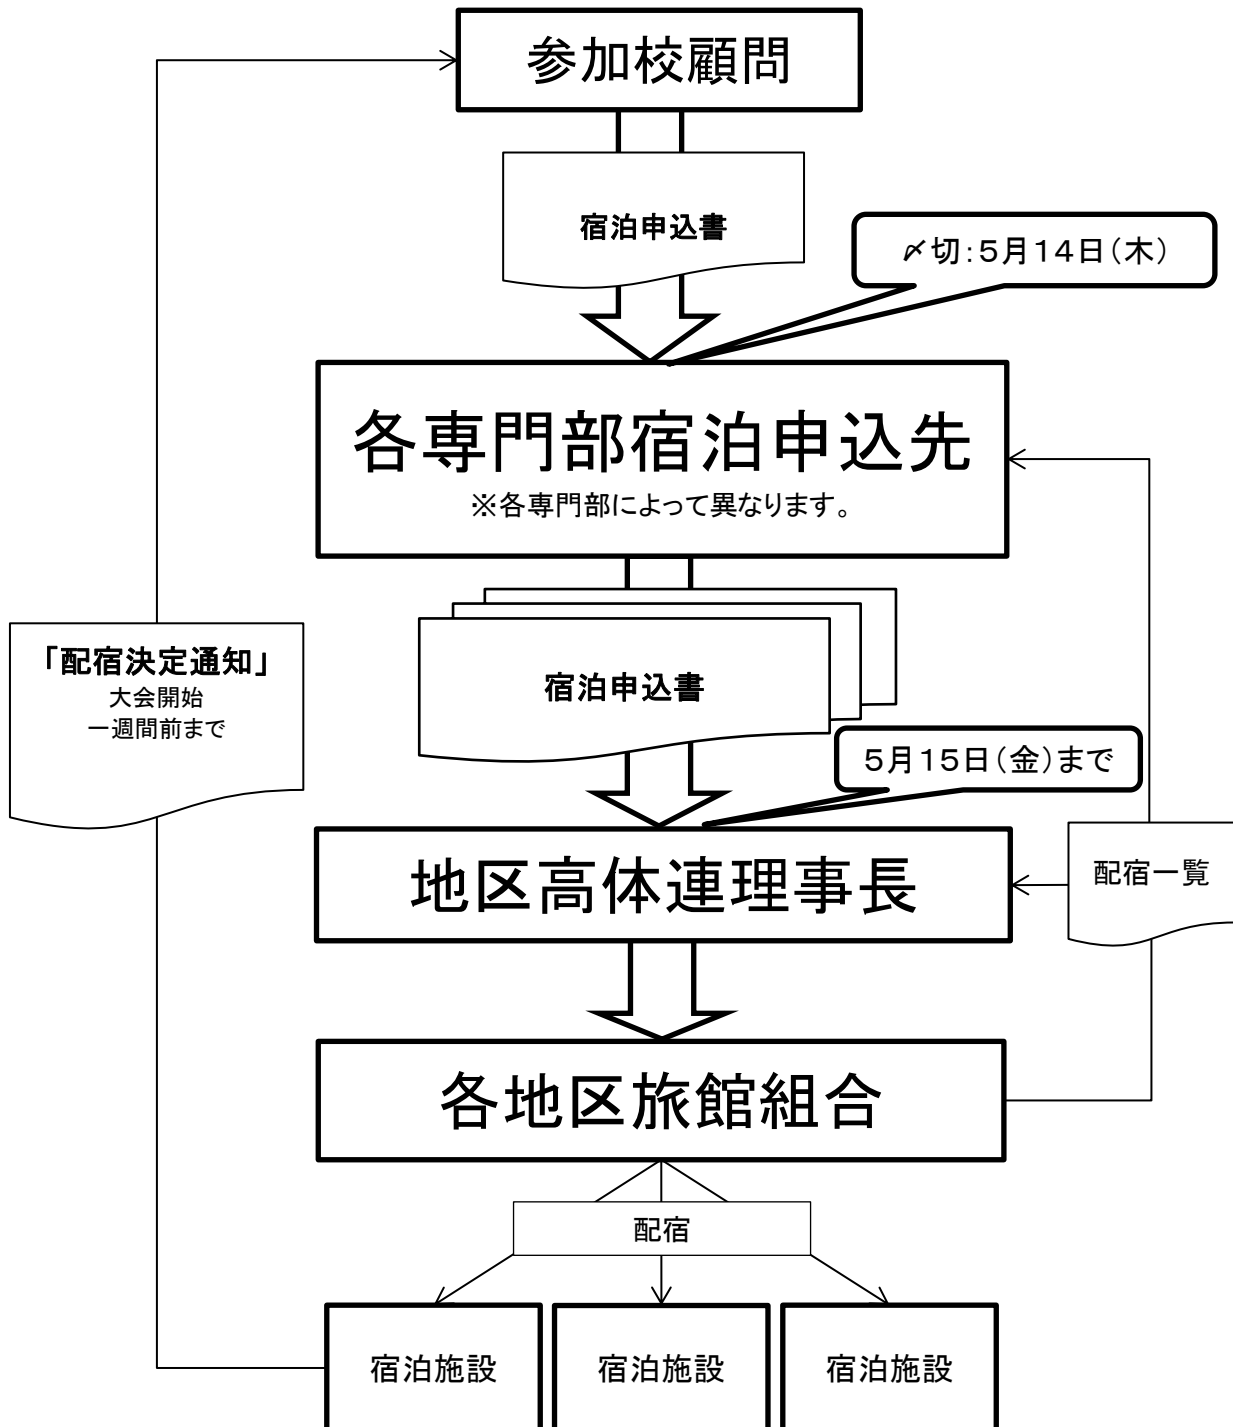 参加校顧問
宿泊申込書
〆切:5月14日(木)
各専門部宿泊申込先
※各専門部によって異なります。
宿泊申込書
「配宿決定通知」
大会開始
一週間前まで
5月15日(金)まで
地区高体連理事長
配宿一覧
各地区旅館組合
配宿
宿泊施設
宿泊施設
宿泊施設